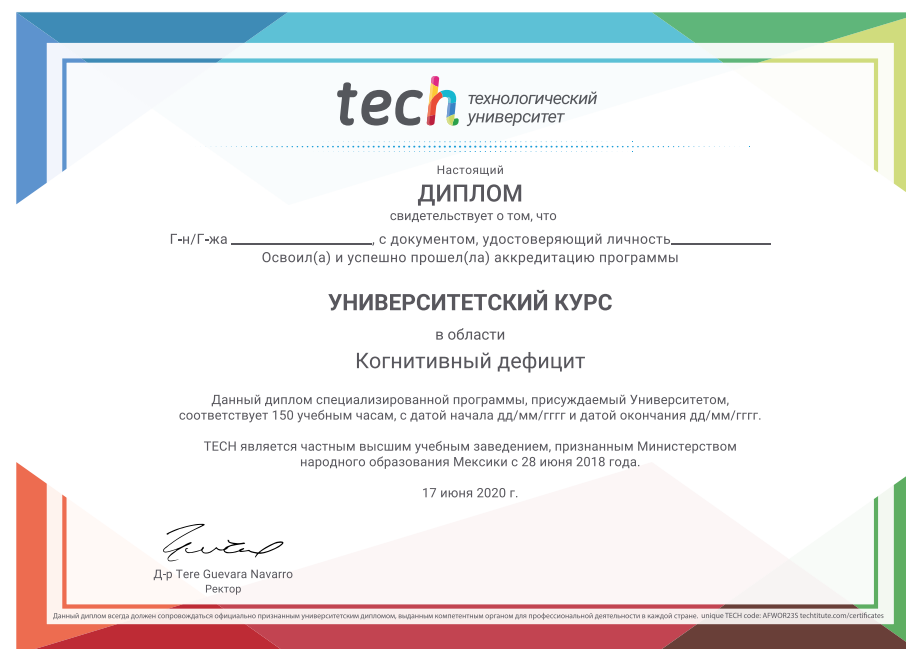 tech технологический
университет
Настоящий
ДИПЛОМ
свидетельствует о том, что
Г-н/Г-жа ________________, с документом, удостоверяющий личность____________
Освоил(а) и успешно прошел(ла) аккредитацию программы
УНИВЕРСИТЕТСКИЙ КУРС
в области
Когнитивный дефицит
Данный диплом специализированной программы, присуждаемый Университетом,
соответствует 150 учебным часам, с датой начала дд/мм/гггг и датой окончания дд/мм/гггг.
TECH является частным высшим учебным заведением, признанным Министерством
народного образования Мексики с 28 июня 2018 года.
17 июня 2020 г.
Д-р Tere Guevara Navarro
Ректор
Данный диплом всегда должен сопровождаться официально признанным университетским дипломом, выданным компетентным органом для профессиональной деятельности в каждой стране. unique TECH code: AFWOR23S techtitute.com/certificates